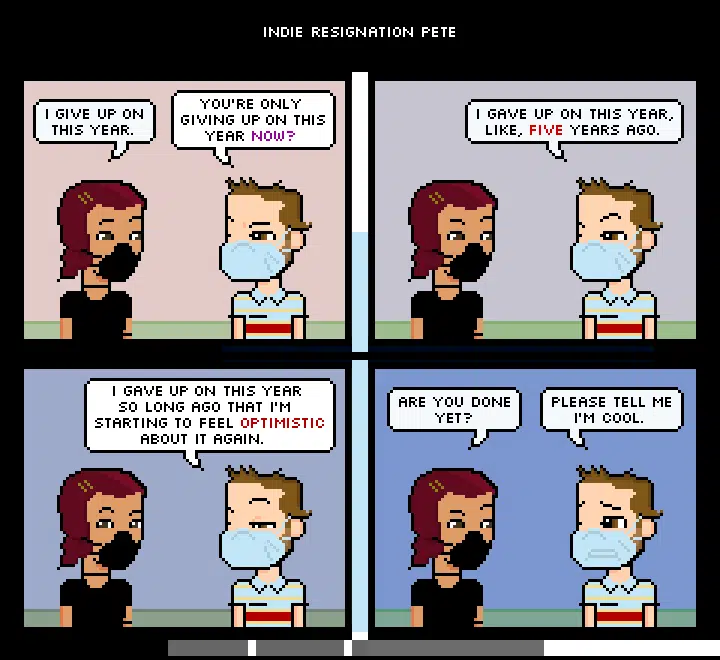 INDIE RESIGNATION PETE
I GIVE UP ON
THIS YEAR.
YOU'RE ONLY
GIVING UP ON THIS
YEAR NOW?
I GAVE UP ON THIS YEAR,
LIKE, FIVE YEARS AGO.
I GAVE UP ON THIS YEAR
SO LONG AGO THAT I'M
STARTING TO FEEL OPTIMISTIC
ABOUT IT AGAIN.
ARE YOU DONE
YET?
PLEASE TELL ME
I'M COOL.